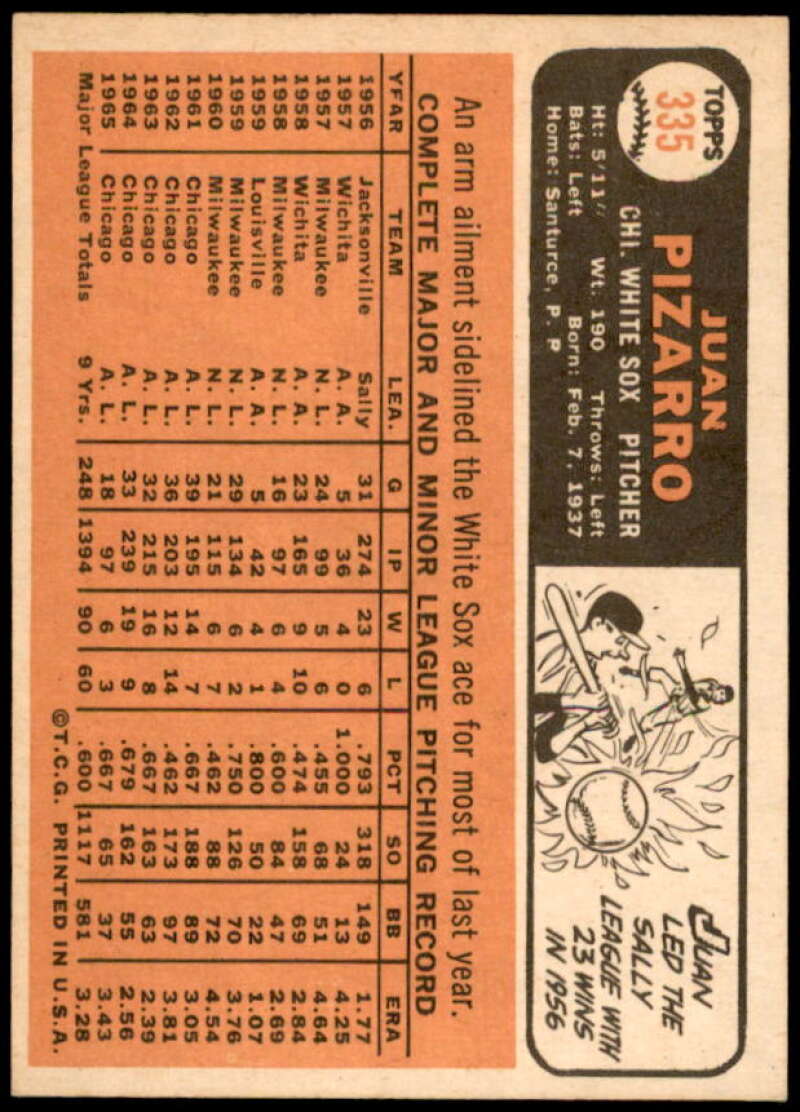 TOPPS
335
JUAN
PIZARRO
CHI. WHITE SOX PITCHER
Ht: 5'11" Wt. 190 Throws: Left
Bats: Left Born: Feb. 7, 1937
Home: Santurce, P. P
JUAN
LED THE
SALLY
LEAGUE WITH
23 WINS
IN 1956
An arm ailment sidelined the White Sox ace for most of last year.
COMPLETE MAJOR AND MINOR LEAGUE PITCHING RECORD
YFAR TEAM LEA. G IP W L PCT SO BB ERA
1956 Jacksonville Sally 31 274 23 6 .793 318 149 1.77
1957 Wichita A. A. 5 36 4 0 1.000 24 13 4.25
1957 Milwaukee N. L. 24 99 5 6 .455 68 51 4.64
1958 Wichita A. A. 23 165 9 10 .474 158 69 2.84
1958 Milwaukee N. L. 16 97 6 4 .600 84 47 2.69
1959 Louisville A. A. 5 42 4 1 .800 50 22 1.07
1959 Milwaukee N. L. 29 134 6 2 .750 126 70 3.76
1960 Milwaukee N. L. 21 115 6 7 .462 88 72 4.54
1961 Chicago A. L. 39 195 14 7 .667 188 89 3.05
1962 Chicago A. L. 36 203 12 14 .462 173 97 3.81
1963 Chicago A. L. 32 215 16 8 .667 163 63 2.39
1964 Chicago A. L. 33 239 19 9 .679 162 55 2.56
1965 Chicago A. L. 18 97 6 3 .667 65 37 3.43
Major League Totals 9 Yrs. 248 1394 90 60 .600 1117 581 3.28
©T.C.G. PRINTED IN U.S.A.